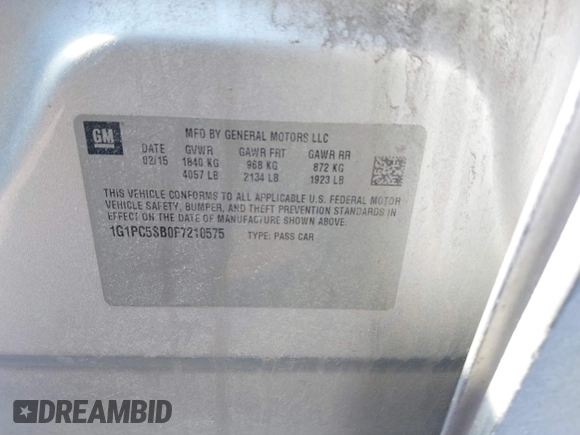 GM
MFD BY GENERAL MOTORS LLC
DATE GVWR GAWR FRT GAWR RR
02/15 1840 KG 968 KG 872 KG
4057 LB 2134 LB 1923 LB
THIS VEHICLE CONFORMS TO ALL APPLICABLE U.S. FEDERAL MOTOR
VEHICLE SAFETY, BUMPER, AND THEFT PREVENTION STANDARDS IN
EFFECT ON THE DATE OF MANUFACTURE SHOWN ABOVE.
1G1PC5SB0F7210575 TYPE: PASS CAR
DREAMBID